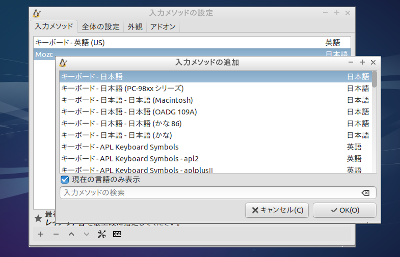 入力メソッドの設定
入力メソッド 全体の設定 外観 アドオン
キーボード - 英語 (US) 英語
Mozc
入力メソッドの追加
キーボード - 日本語 日本語
キーボード - 日本語 - 日本語 (PC-98xx シリーズ) 日本語
キーボード - 日本語 - 日本語 (Macintosh) 日本語
キーボード - 日本語 - 日本語 (OADG 109A) 日本語
キーボード - 日本語 - 日本語 (かな 86) 日本語
キーボード - 日本語 - 日本語 (かな) 日本語
キーボード - APL Keyboard Symbols 英語
キーボード - APL Keyboard Symbols - apl2 英語
キーボード - APL Keyboard Symbols - aplplusII 英語
現在の言語のみ表示
入力メソッドの検索
キャンセル(C) OK(O)